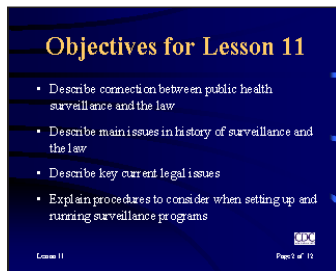 Objectives for Lesson 11
• Describe connection between public health
surveillance and the law
• Describe main issues in history of surveillance and
the law
• Describe key current legal issues
• Explain procedures to consider when setting up and
running surveillance programs
CDC
Lesson 11
Page 2 of 12